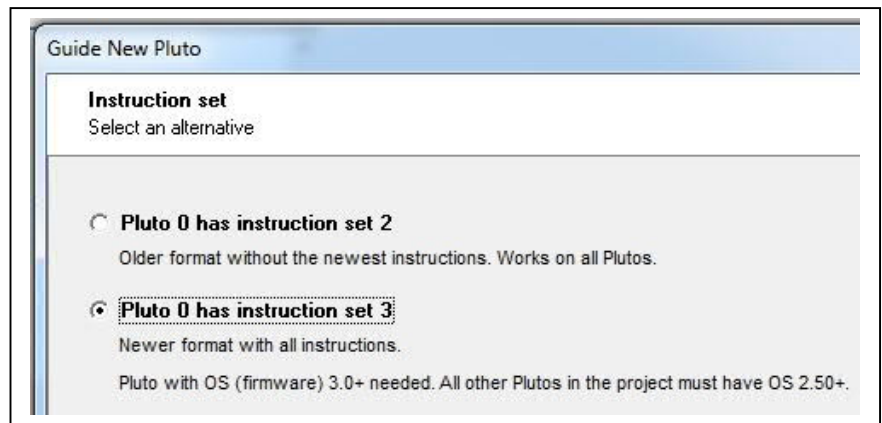 Guide New Pluto
Instruction set
Select an alternative
Pluto 0 has instruction set 2
Older format without the newest instructions. Works on all Plutos.
Pluto 0 has instruction set 3
Newer format with all instructions.
Pluto with OS (firmware) 3.0+ needed. All other Plutos in the project must have OS 2.50+.